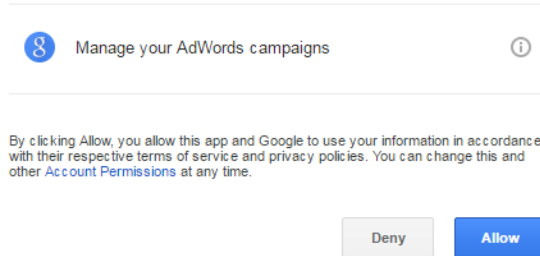 8 Manage your AdWords campaigns
By clicking Allow, you allow this app and Google to use your information in accordance
with their respective terms of service and privacy policies. You can change this and
other Account Permissions at any time.
Deny Allow